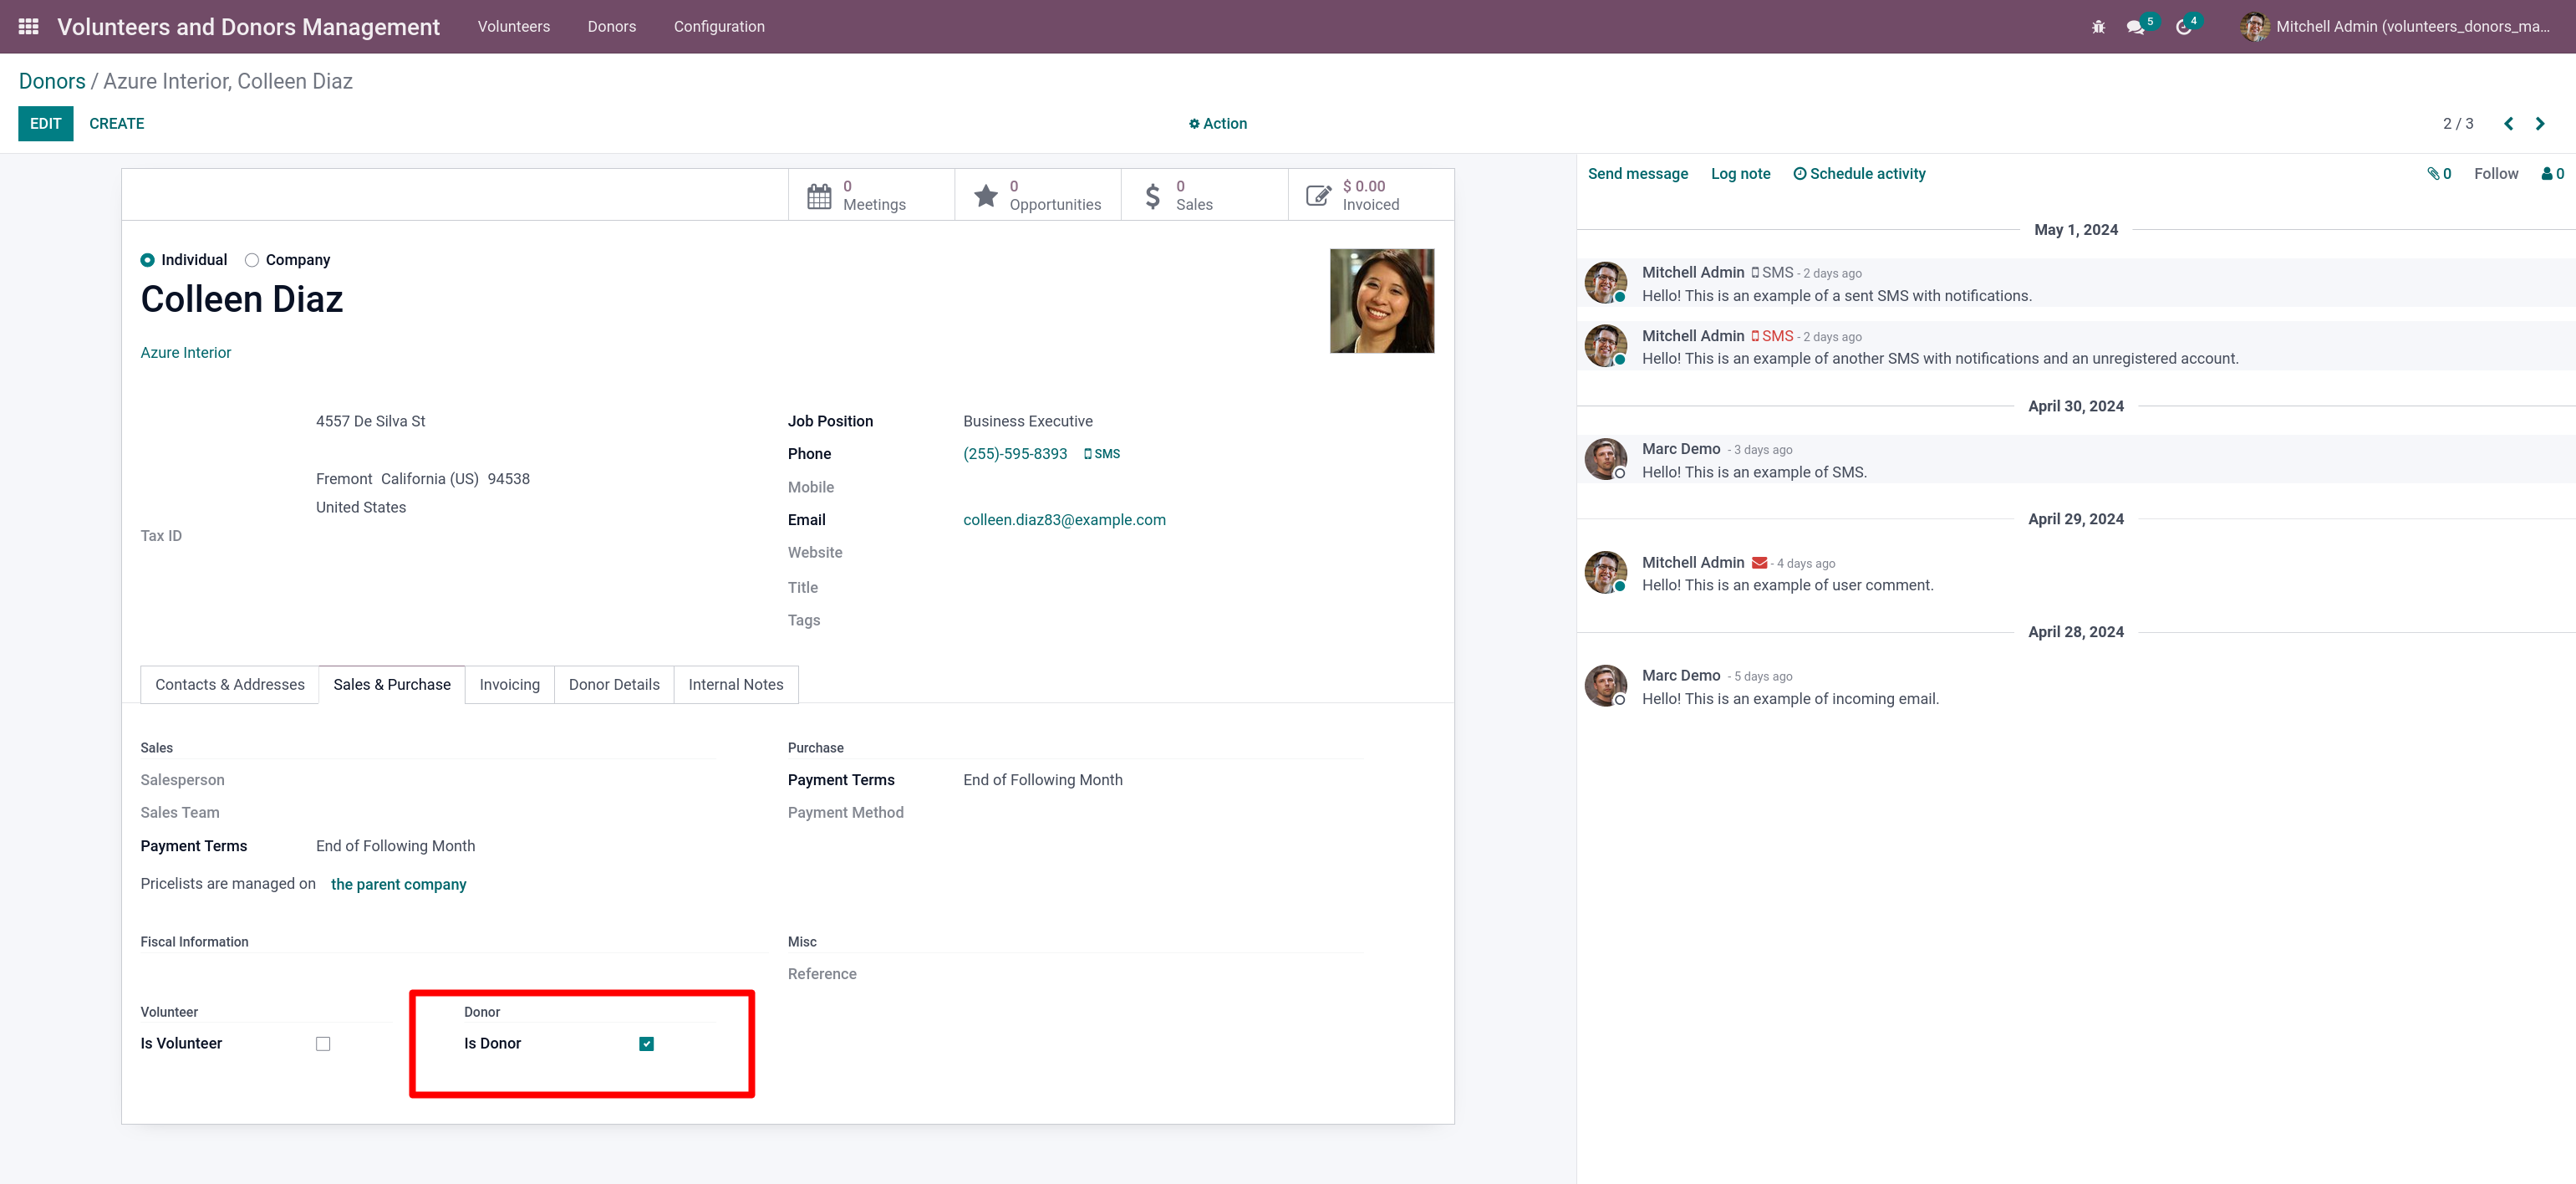 Volunteers and Donors Management Volunteers Donors Configuration 5 4 Mitchell Admin (volunteers_donors_ma...
Donors / Azure Interior, Colleen Diaz
EDIT CREATE Action 2 / 3
0 Meetings
0 Opportunities
0 Sales
$ 0.00 Invoiced
Individual Company
Colleen Diaz
Azure Interior
4557 De Silva St
Fremont California (US) 94538
United States
Tax ID
Job Position Business Executive
Phone (255)-595-8393 SMS
Mobile
Email colleen.diaz83@example.com
Website
Title
Tags
Contacts & Addresses Sales & Purchase Invoicing Donor Details Internal Notes
Sales
Salesperson
Sales Team
Payment Terms End of Following Month
Pricelists are managed on the parent company
Purchase
Payment Terms End of Following Month
Payment Method
Fiscal Information
Misc
Reference
Volunteer
Is Volunteer
Donor
Is Donor
Send message Log note Schedule activity 0 Follow 0
May 1, 2024
Mitchell Admin SMS - 2 days ago
Hello! This is an example of a sent SMS with notifications.
Mitchell Admin SMS - 2 days ago
Hello! This is an example of another SMS with notifications and an unregistered account.
April 30, 2024
Marc Demo - 3 days ago
Hello! This is an example of SMS.
April 29, 2024
Mitchell Admin - 4 days ago
Hello! This is an example of user comment.
April 28, 2024
Marc Demo - 5 days ago
Hello! This is an example of incoming email.